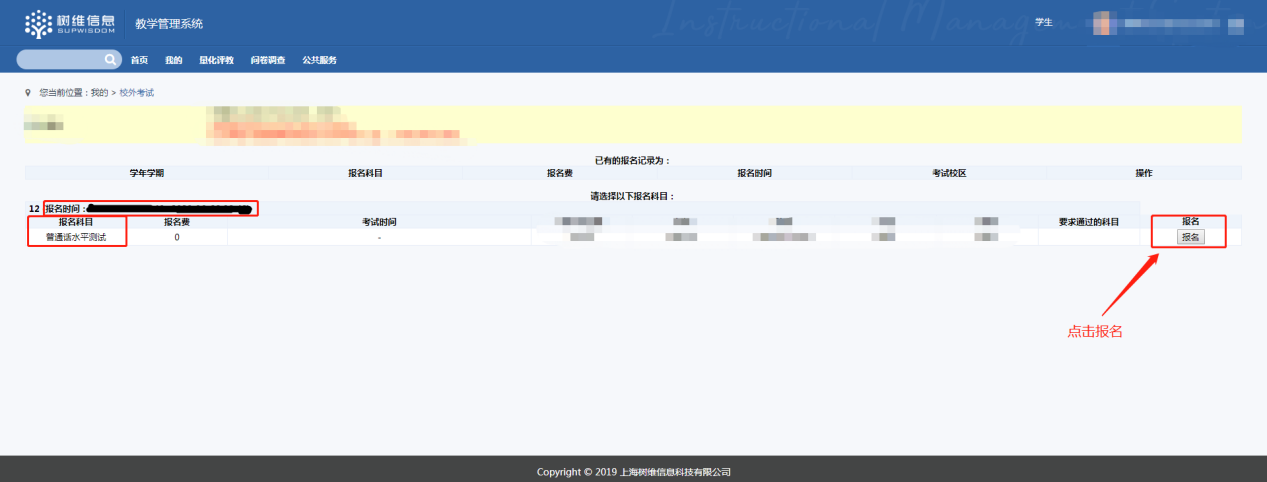 树维信息
SUPWISDOM
教学管理系统
Instructional Manag
学生
首页 我的 量化评教 问卷调查 公共服务
您当前位置：我的 > 校外考试
已有的报名记录为：
学年学期 报名科目 报名费 报名时间 考试校区 操作
请选择以下报名科目：
12 报名时间：
报名科目 报名费 考试时间 要求通过的科目 报名
普通话水平测试 0 - 报名
点击报名
Copyright © 2019 上海树维信息科技有限公司